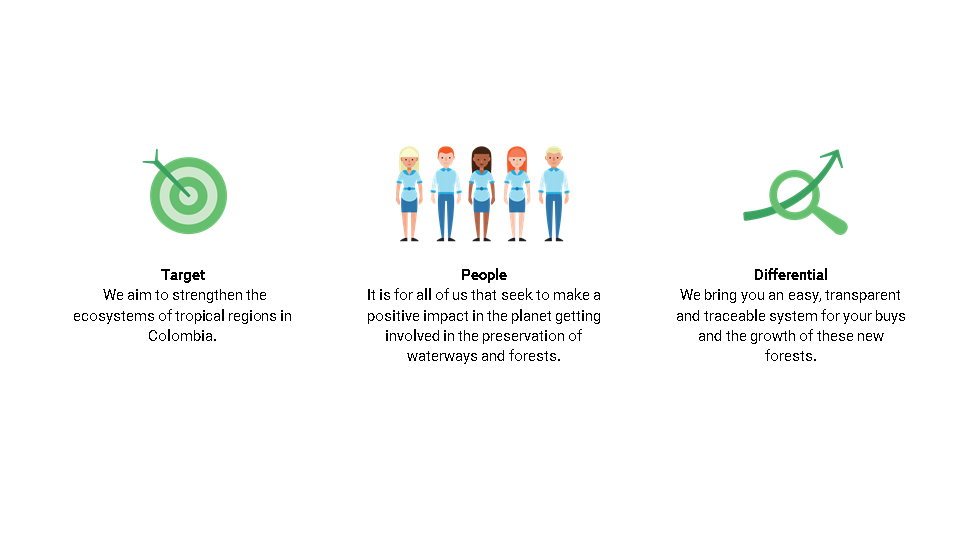 Target
We aim to strengthen the
ecosystems of tropical regions in
Colombia.
People
It is for all of us that seek to make a
positive impact in the planet getting
involved in the preservation of
waterways and forests.
Differential
We bring you an easy, transparent
and traceable system for your buys
and the growth of these new
forests.